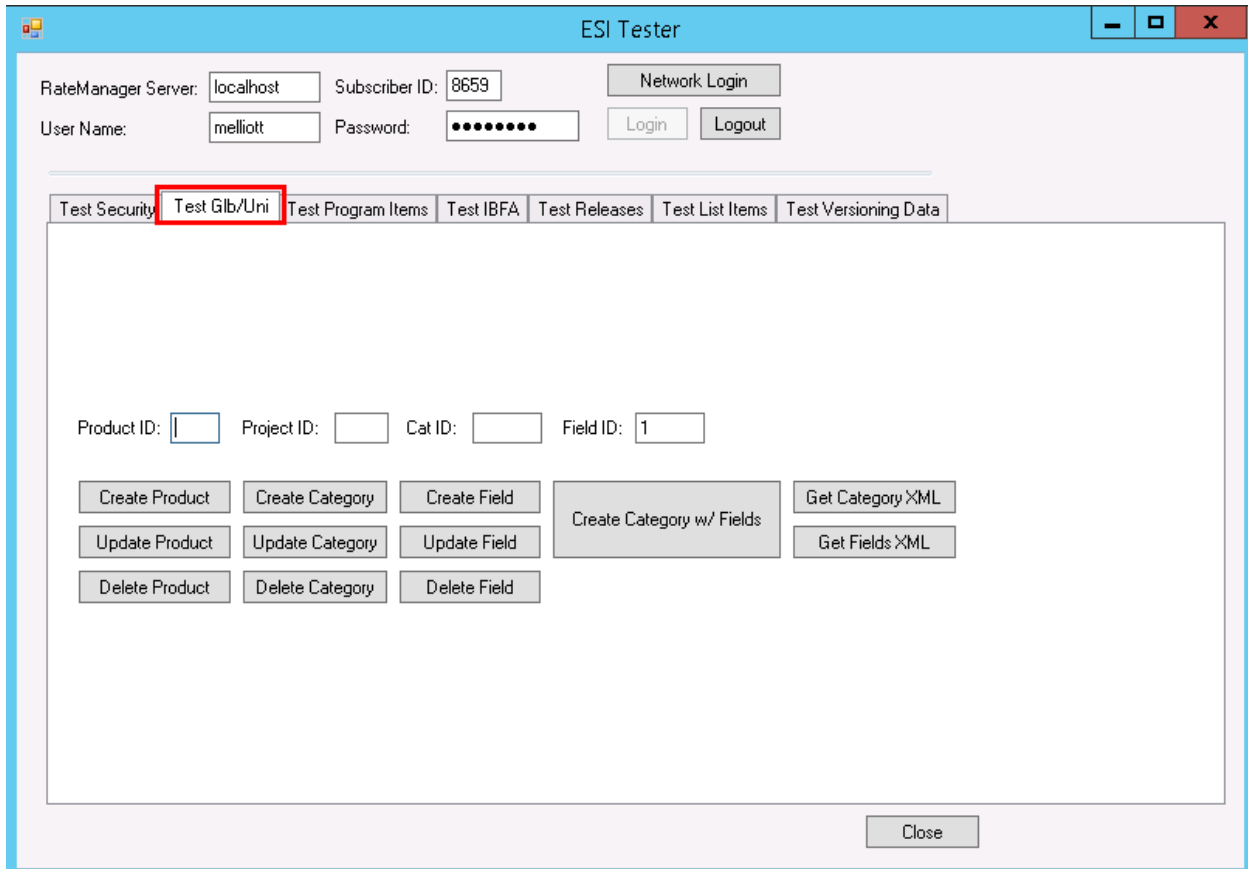 ESI Tester
RateManager Server: localhost Subscriber ID: 8659 Network Login
User Name: melliott Password: ●●●●●●●● Login Logout
Test Security Test Glb/Uni Test Program Items Test IBFA Test Releases Test List Items Test Versioning Data
Product ID: Project ID: Cat ID: Field ID: 1
Create Product Create Category Create Field Create Category w/ Fields Get Category XML
Update Product Update Category Update Field Get Fields XML
Delete Product Delete Category Delete Field
Close